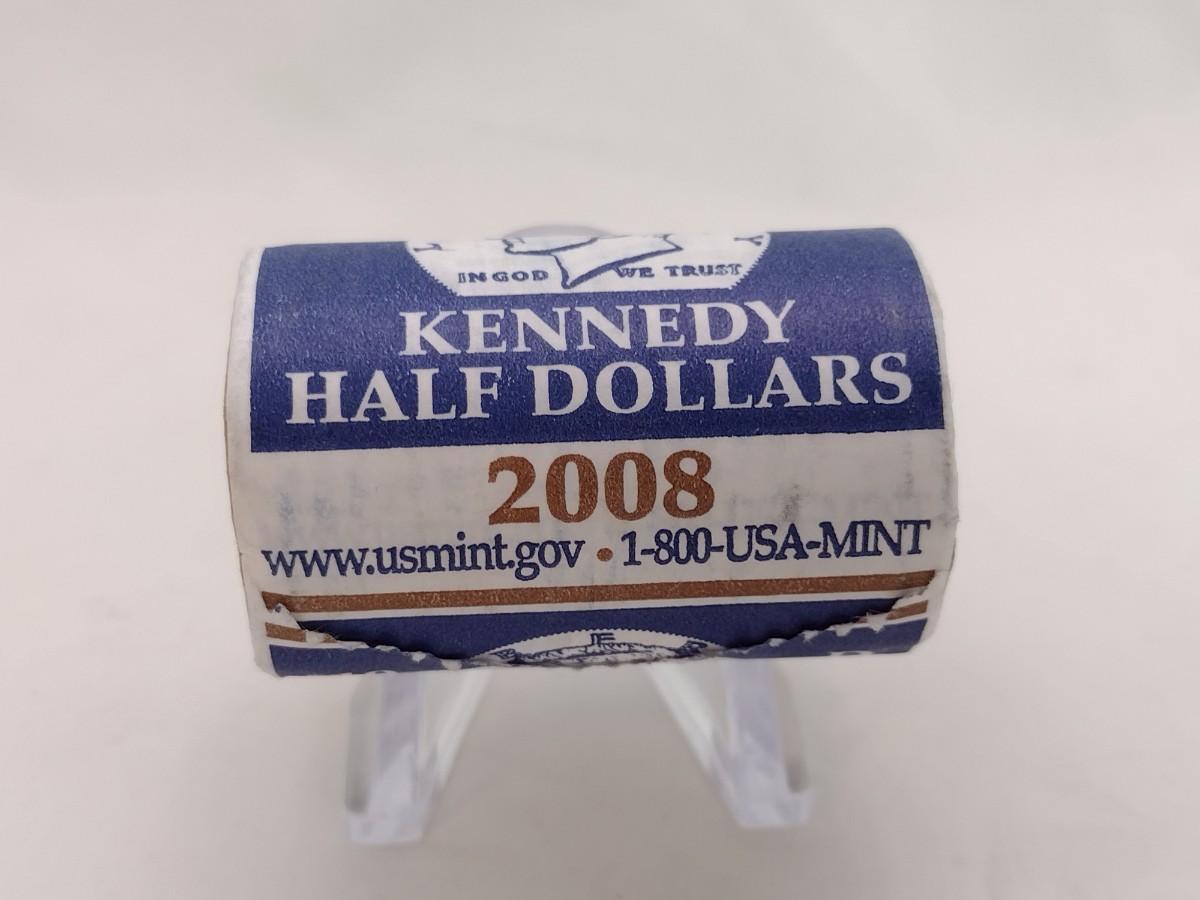 IN GOD WE TRUST
KENNEDY
HALF DOLLARS
2008
www.usmint.gov • 1-800-USA-MINT